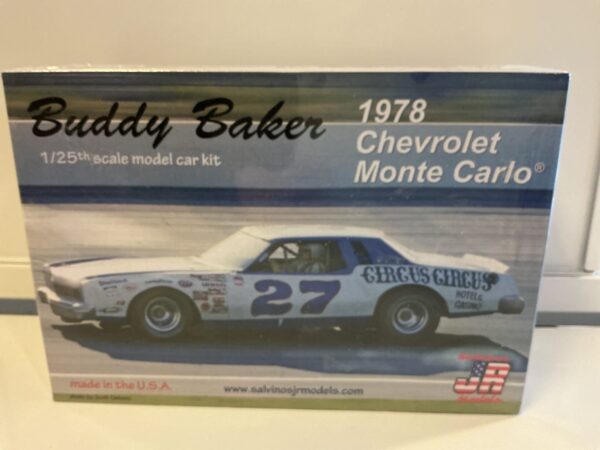 Buddy Baker
1/25th scale model car kit
1978
Chevrolet
Monte Carlo®
CIRCUS CIRCUS
HOTEL &
CASINO
27
made in the U.S.A.
www.salvinosjrmodels.com
JR
Models